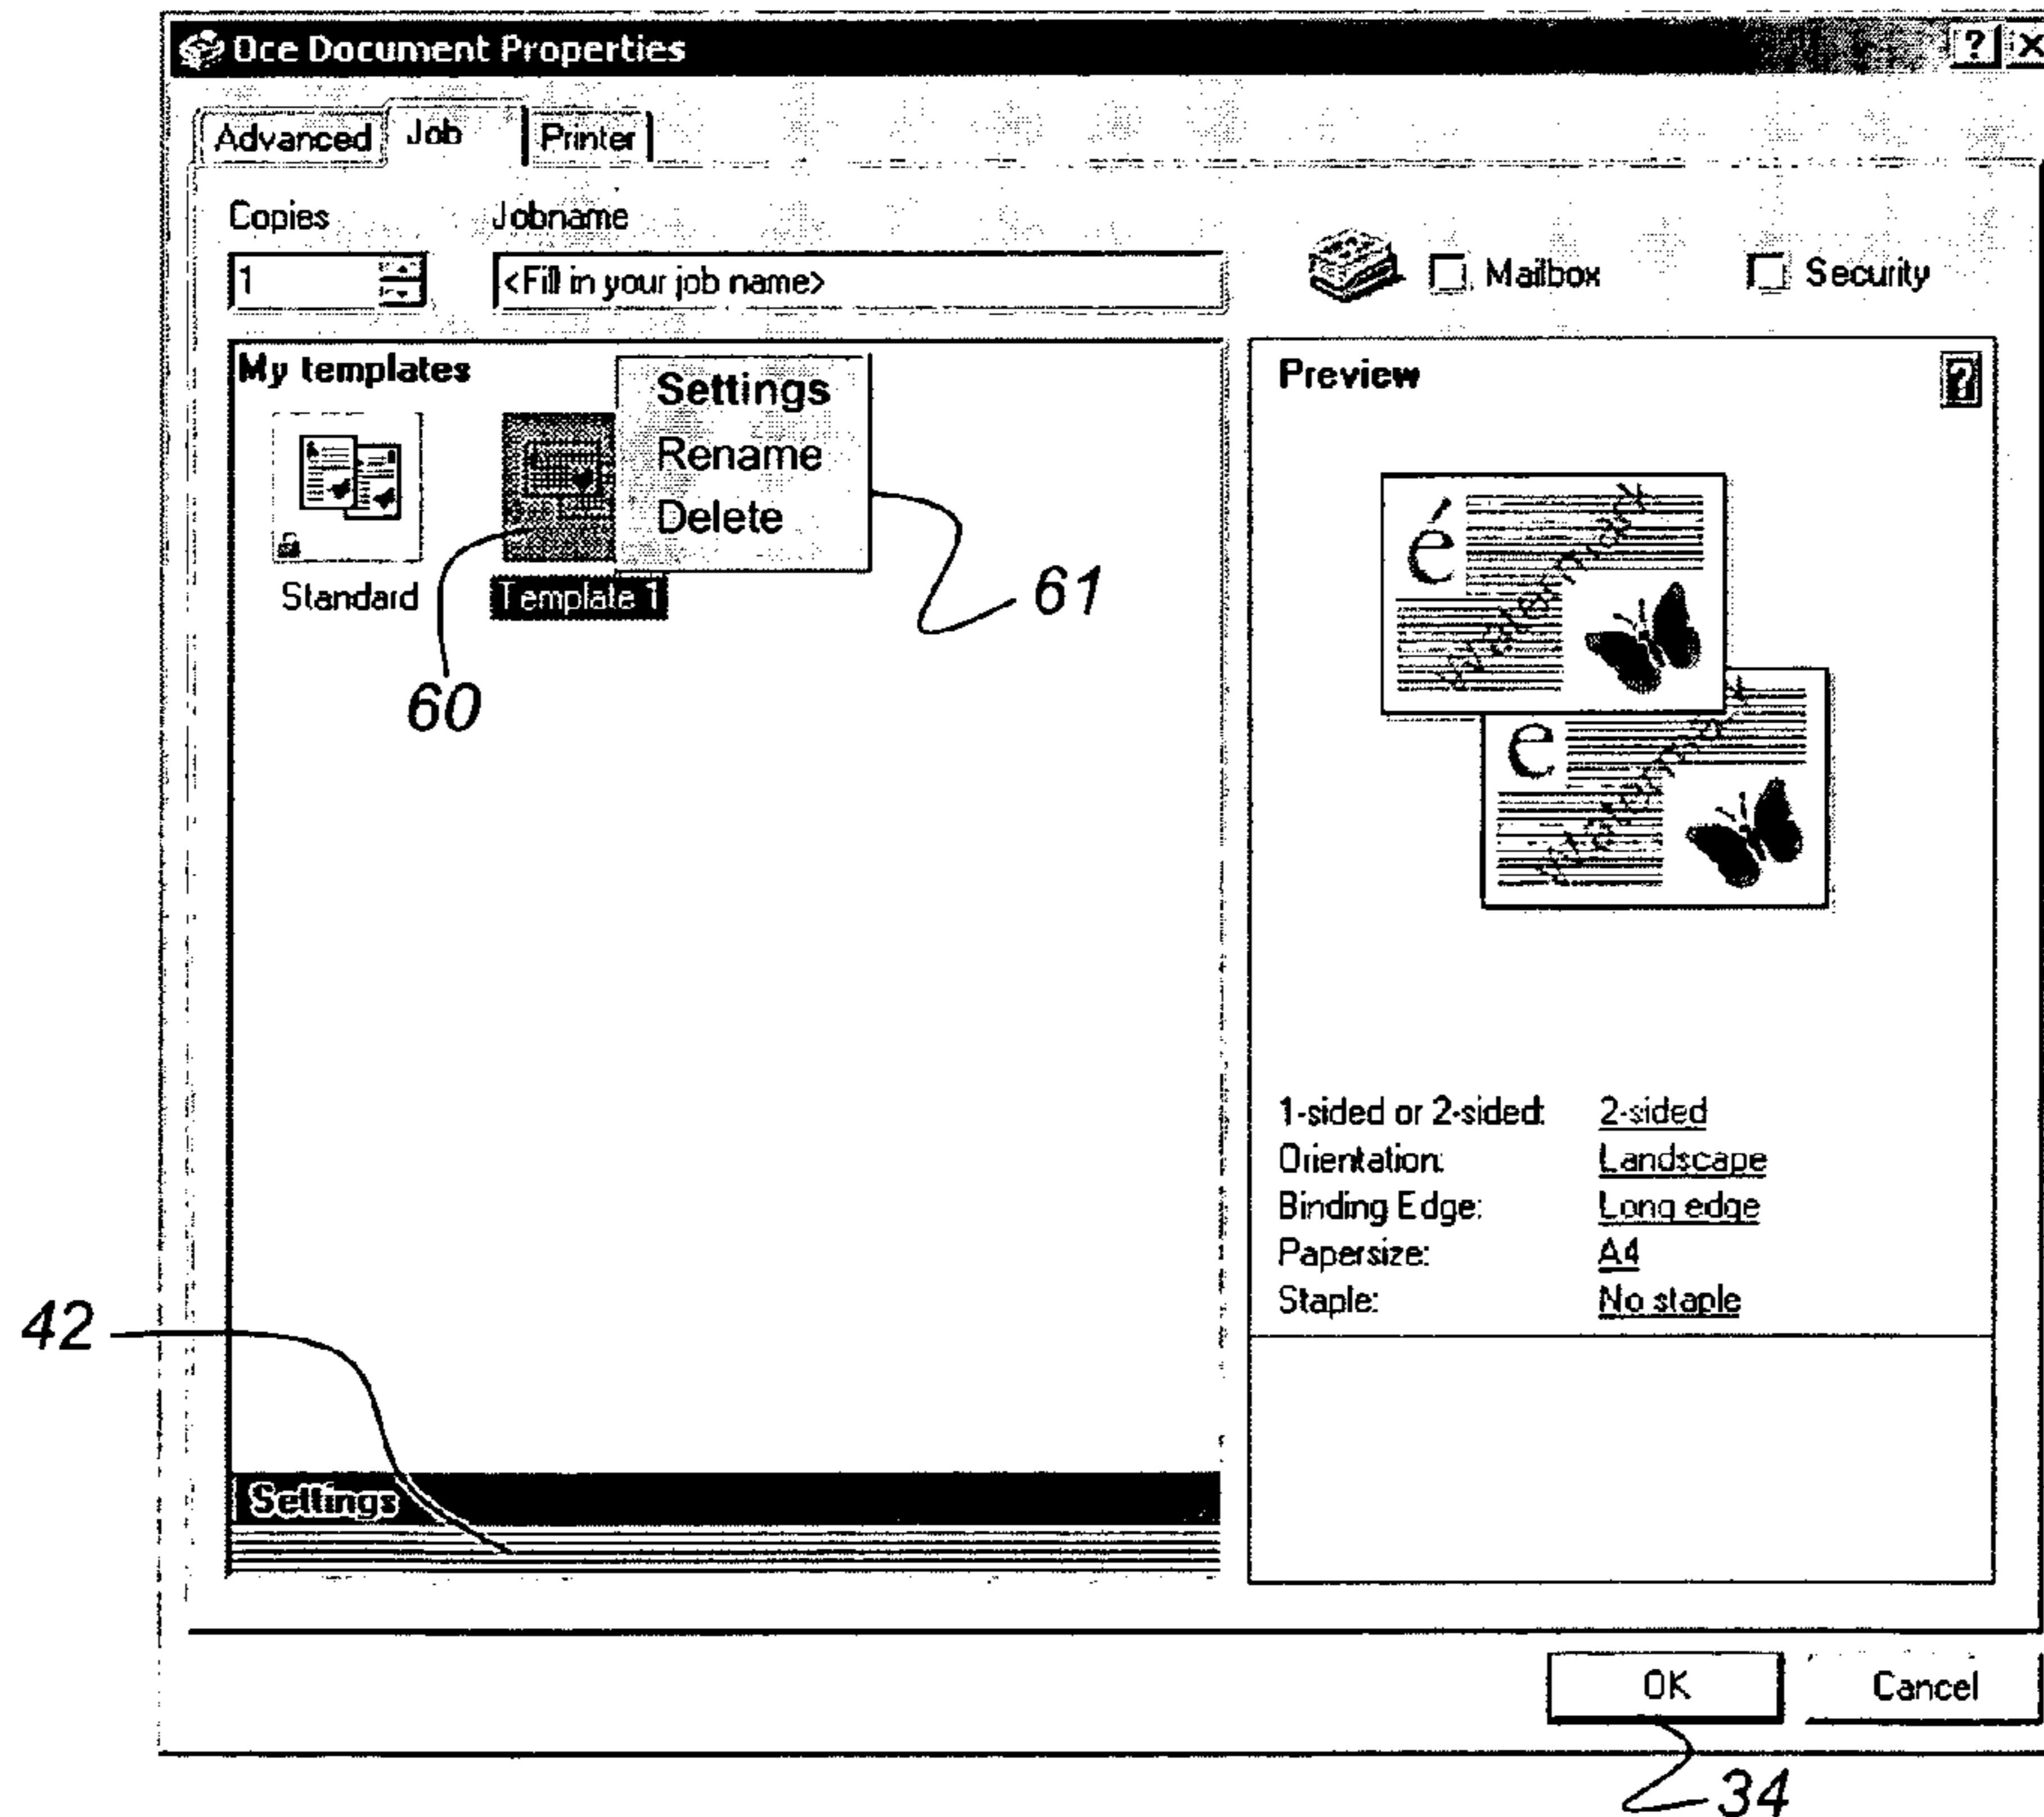 Oce Document Properties
? X
Advanced Job Printer
Copies Jobname
1 <Fill in your job name> Mailbox Security
My templates
Settings
Rename
Delete
Standard
Template 1
60
61
Preview ?
é
watermark
e
watermark
1-sided or 2-sided: 2-sided
Orientation: Landscape
Binding Edge: Long edge
Papersize: A4
Staple: No staple
42
Settings
OK Cancel
34